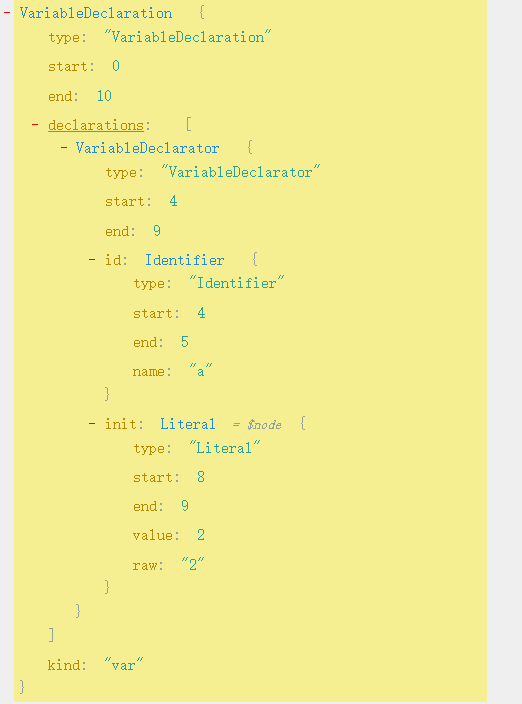 - VariableDeclaration {
type: "VariableDeclaration"
start: 0
end: 10
- declarations: [
- VariableDeclarator {
type: "VariableDeclarator"
start: 4
end: 9
- id: Identifier {
type: "Identifier"
start: 4
end: 5
name: "a"
}
- init: Literal = $node {
type: "Literal"
start: 8
end: 9
value: 2
raw: "2"
}
}
]
kind: "var"
}